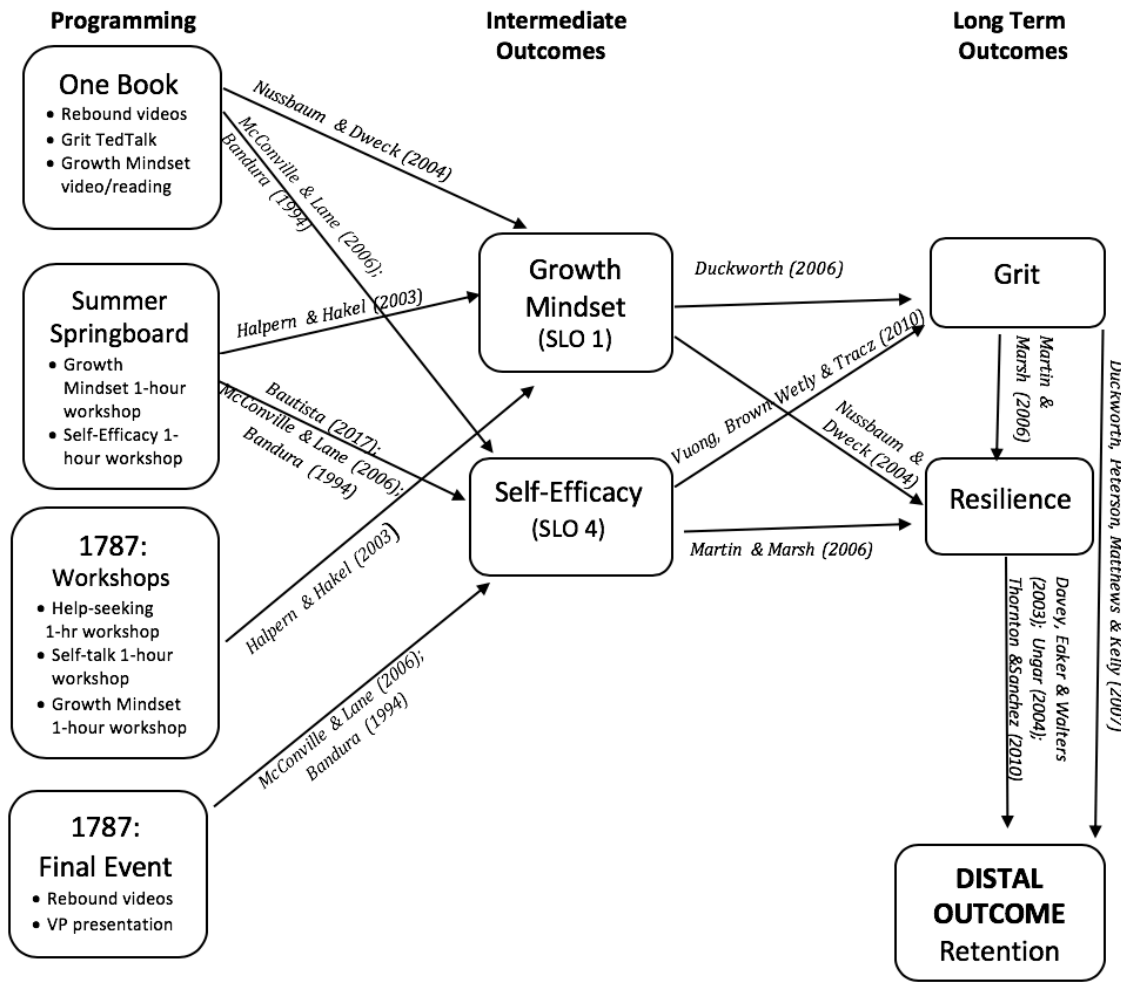 Programming
Intermediate
Outcomes
Long Term
Outcomes
One Book
• Rebound videos
• Grit TedTalk
• Growth Mindset
video/reading
Summer
Springboard
• Growth
Mindset 1-hour
workshop
• Self-Efficacy 1-
hour workshop
1787:
Workshops
• Help-seeking
1-hr workshop
• Self-talk 1-hour
workshop
• Growth Mindset
1-hour workshop
1787:
Final Event
• Rebound videos
• VP presentation
Nussbaum & Dweck (2004)
McConville & Lane (2006);
Bandura (1994)
Halpern & Hakel (2003)
Bautista (2017);
McConville & Lane (2006);
Bandura (1994)
Halpern & Hakel (2003)
McConville & Lane (2006);
Bandura (1994)
Growth
Mindset
(SLO 1)
Self-Efficacy
(SLO 4)
Duckworth (2006)
Vuong, Brown Wetly & Tracz (2010)
Nussbaum &
Dweck (2004)
Martin & Marsh (2006)
Grit
Martin &
Marsh (2006)
Resilience
Duckworth, Peterson, Matthews & Kelly (2007)
Davey, Eaker & Walters
(2003); Ungar (2004);
Thornton &Sanchez (2010)
DISTAL
OUTCOME
Retention